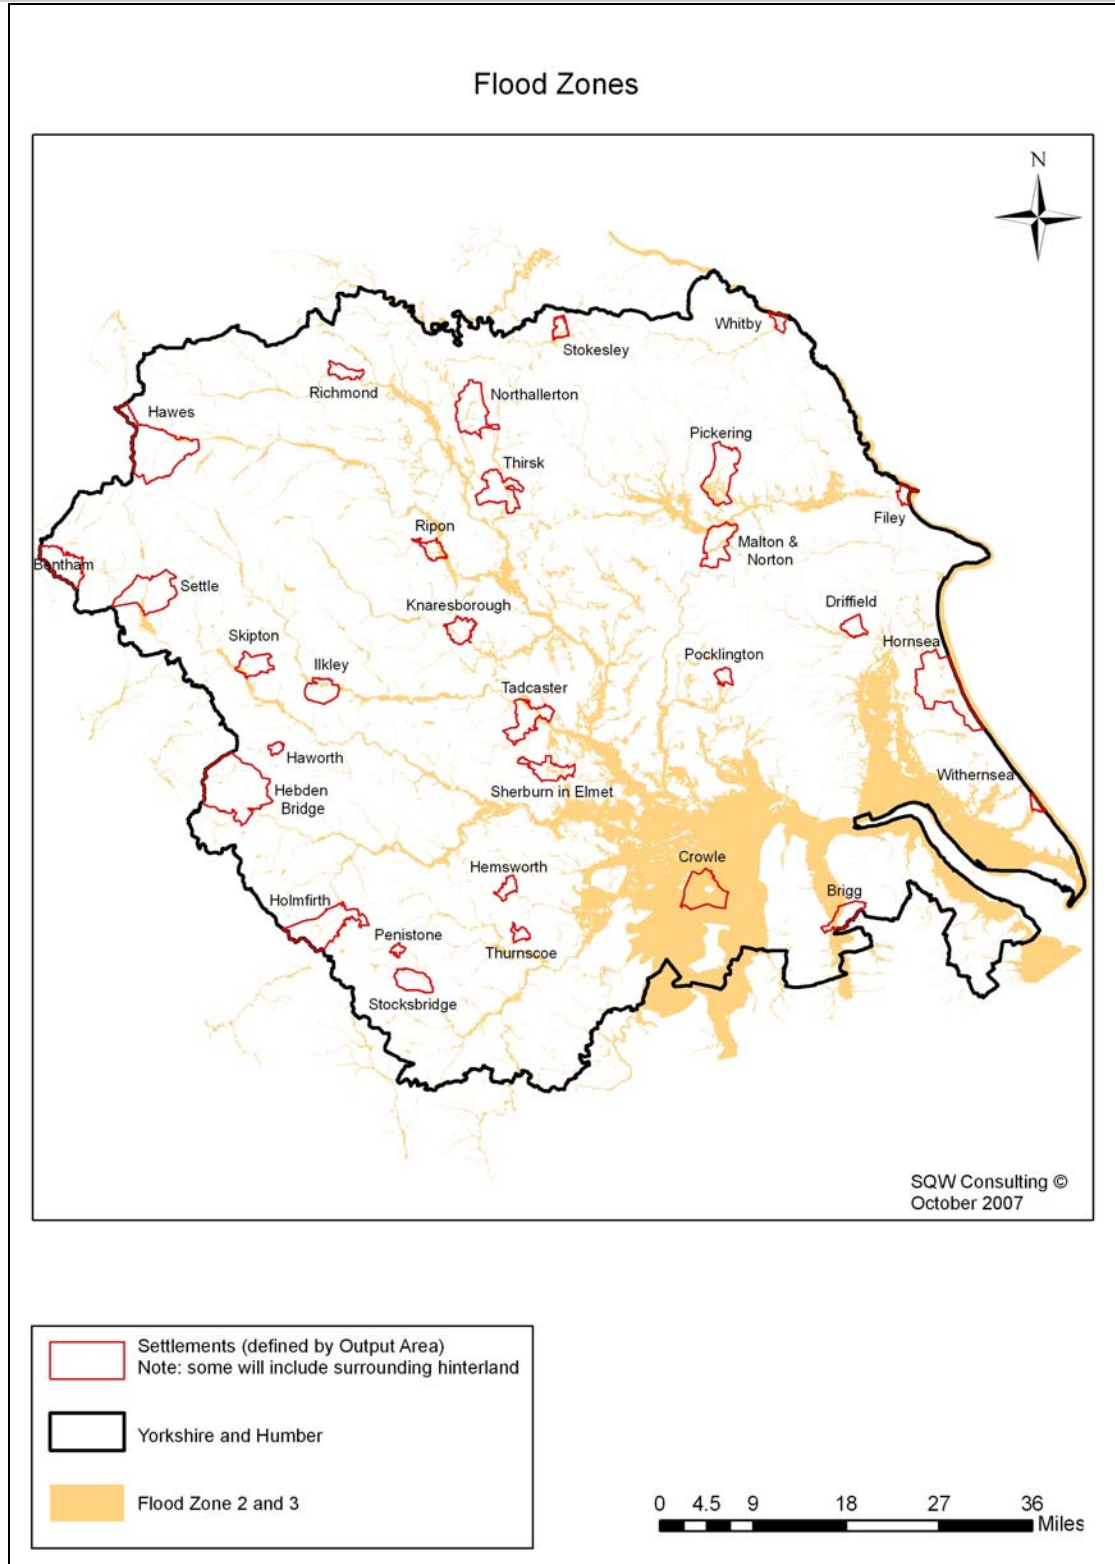 Flood Zones
N
Whitby
Stokesley
Richmond
Northallerton
Hawes
Pickering
Thirsk
Filey
Ripon
Malton &
Norton
Bentham
Settle
Knaresborough
Driffield
Skipton
Hornsea
Ilkley
Pocklington
Tadcaster
Haworth
Withernsea
Hebden
Bridge
Sherburn in Elmet
Crowle
Hemsworth
Brigg
Holmfirth
Penistone
Thurnscoe
Stocksbridge
SQW Consulting ©
October 2007
Settlements (defined by Output Area)
Note: some will include surrounding hinterland
Yorkshire and Humber
Flood Zone 2 and 3
0 4.5 9 18 27 36
Miles